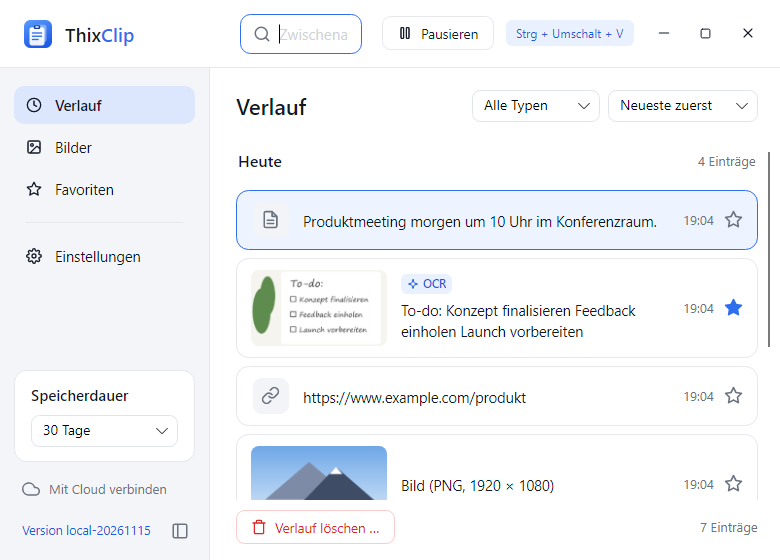 ThixClip
Zwischena
Pausieren
Strg + Umschalt + V
Verlauf
Bilder
Favoriten
Einstellungen
Speicherdauer
30 Tage
Mit Cloud verbinden
Version local-20261115
Verlauf
Alle Typen
Neueste zuerst
Heute
4 Einträge
Produktmeeting morgen um 10 Uhr im Konferenzraum.
19:04
To-do:
Konzept finalisieren
Feedback einholen
Launch vorbereiten
OCR
To-do: Konzept finalisieren Feedback
einholen Launch vorbereiten
19:04
https://www.example.com/produkt
19:04
Bild (PNG, 1920 × 1080)
19:04
Verlauf löschen ...
7 Einträge